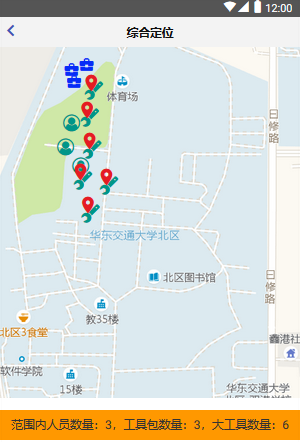 12:00
综合定位
体育场
日修路
华东交通大学北区
北区图书馆
日修路
教35楼
北区3食堂
鑫港社
软件学院
15楼
华东交通大学
范围内人员数量：3，工具包数量：3，大工具数量：6